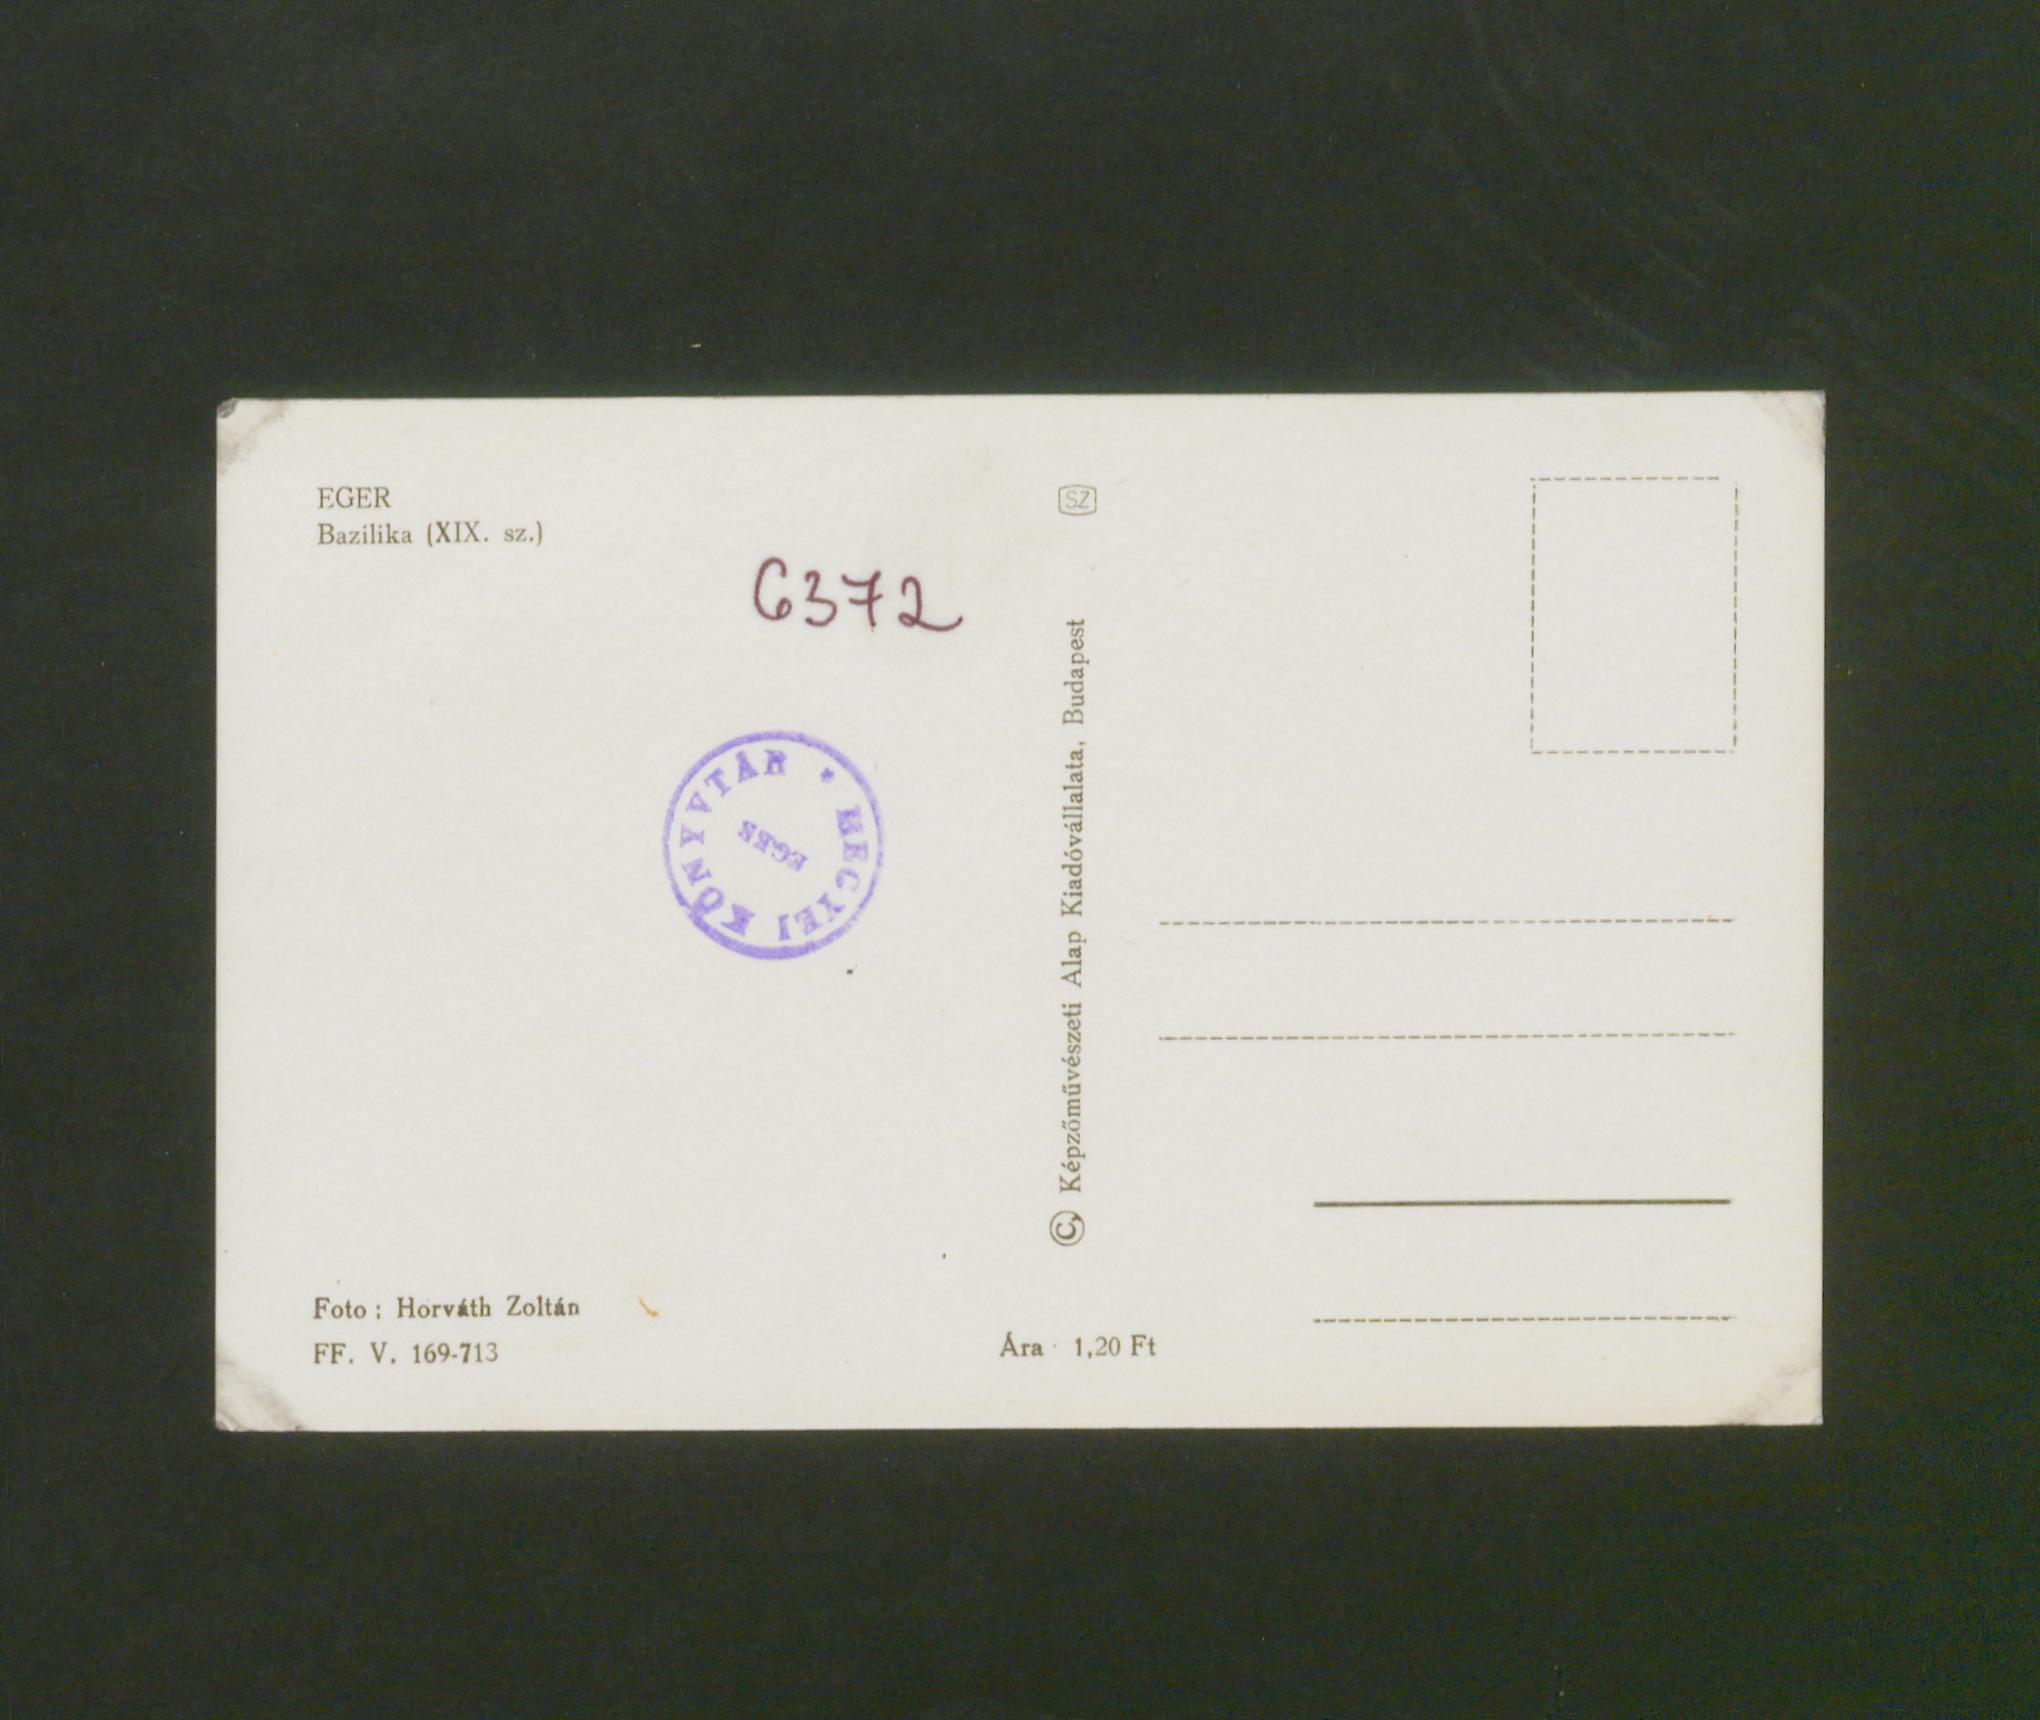 EGER
Bazilika (XIX. sz.)
SZ
6372
MEGYEI KÖNYVTÁR *
EGER
© Képzőművészeti Alap Kiadóvállalata, Budapest
Foto: Horváth Zoltán
FF. V. 169-713
Ára 1,20 Ft